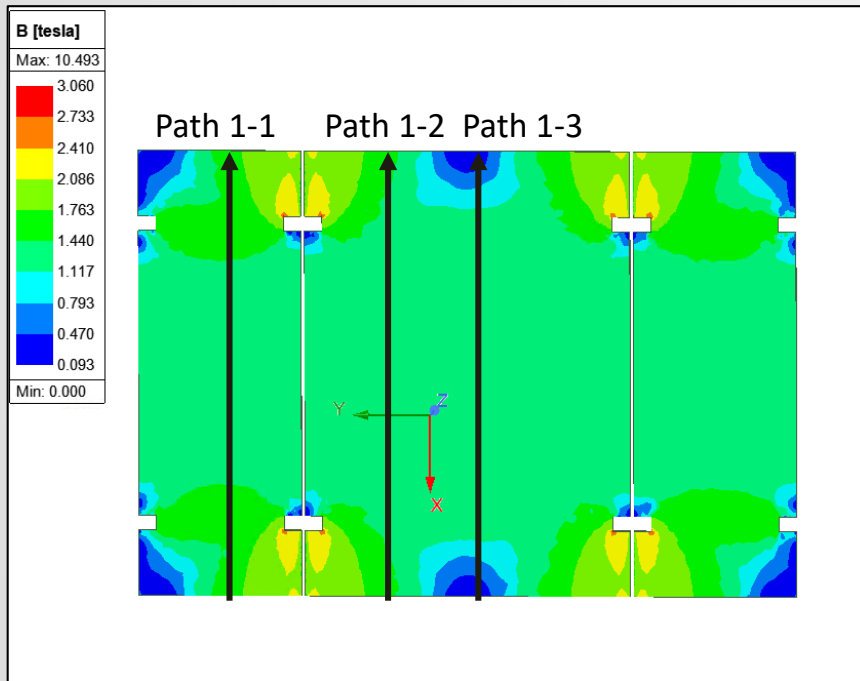 B [tesla]
Max: 10.493
3.060
2.733
2.410
2.086
1.763
1.440
1.117
0.793
0.470
0.093
Min: 0.000
Path 1-1 Path 1-2 Path 1-3
Z
Y
X